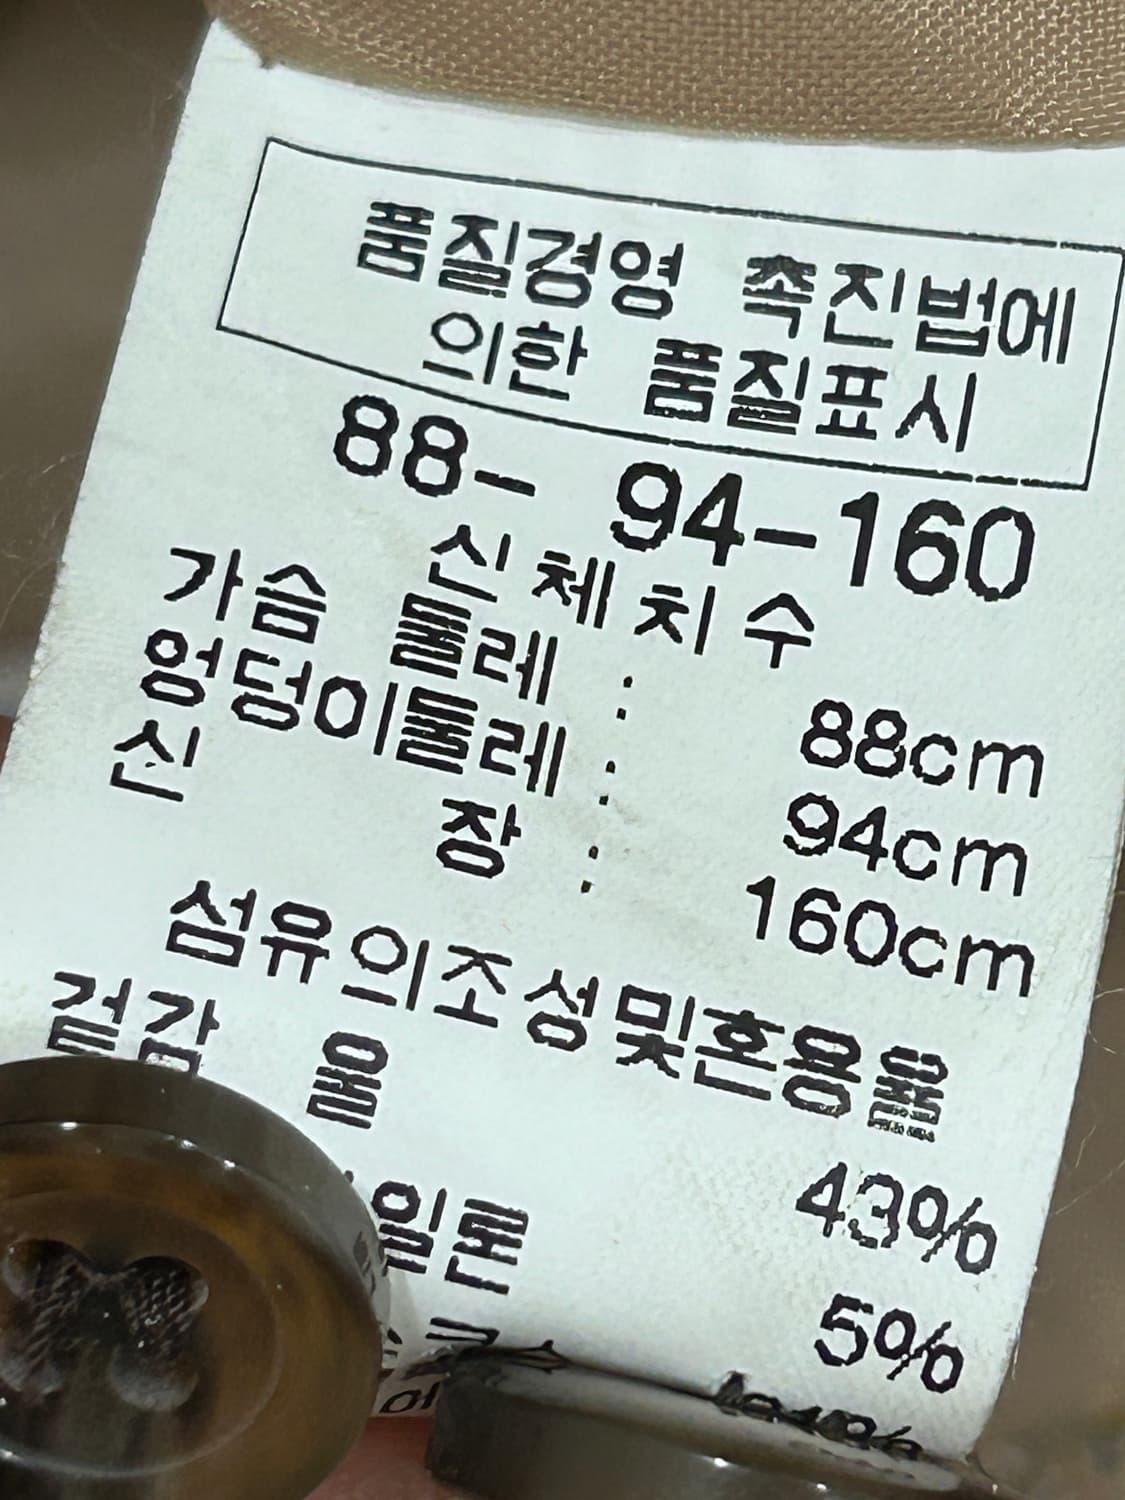 품질경영 촉진법에
의한 품질표시
88- 94-160
신체치수
가슴 둘레 : 88cm
엉덩이둘레 : 94cm
신 장 : 160cm
섬유의조성및혼용율
겉감 울 43%
일론 5%